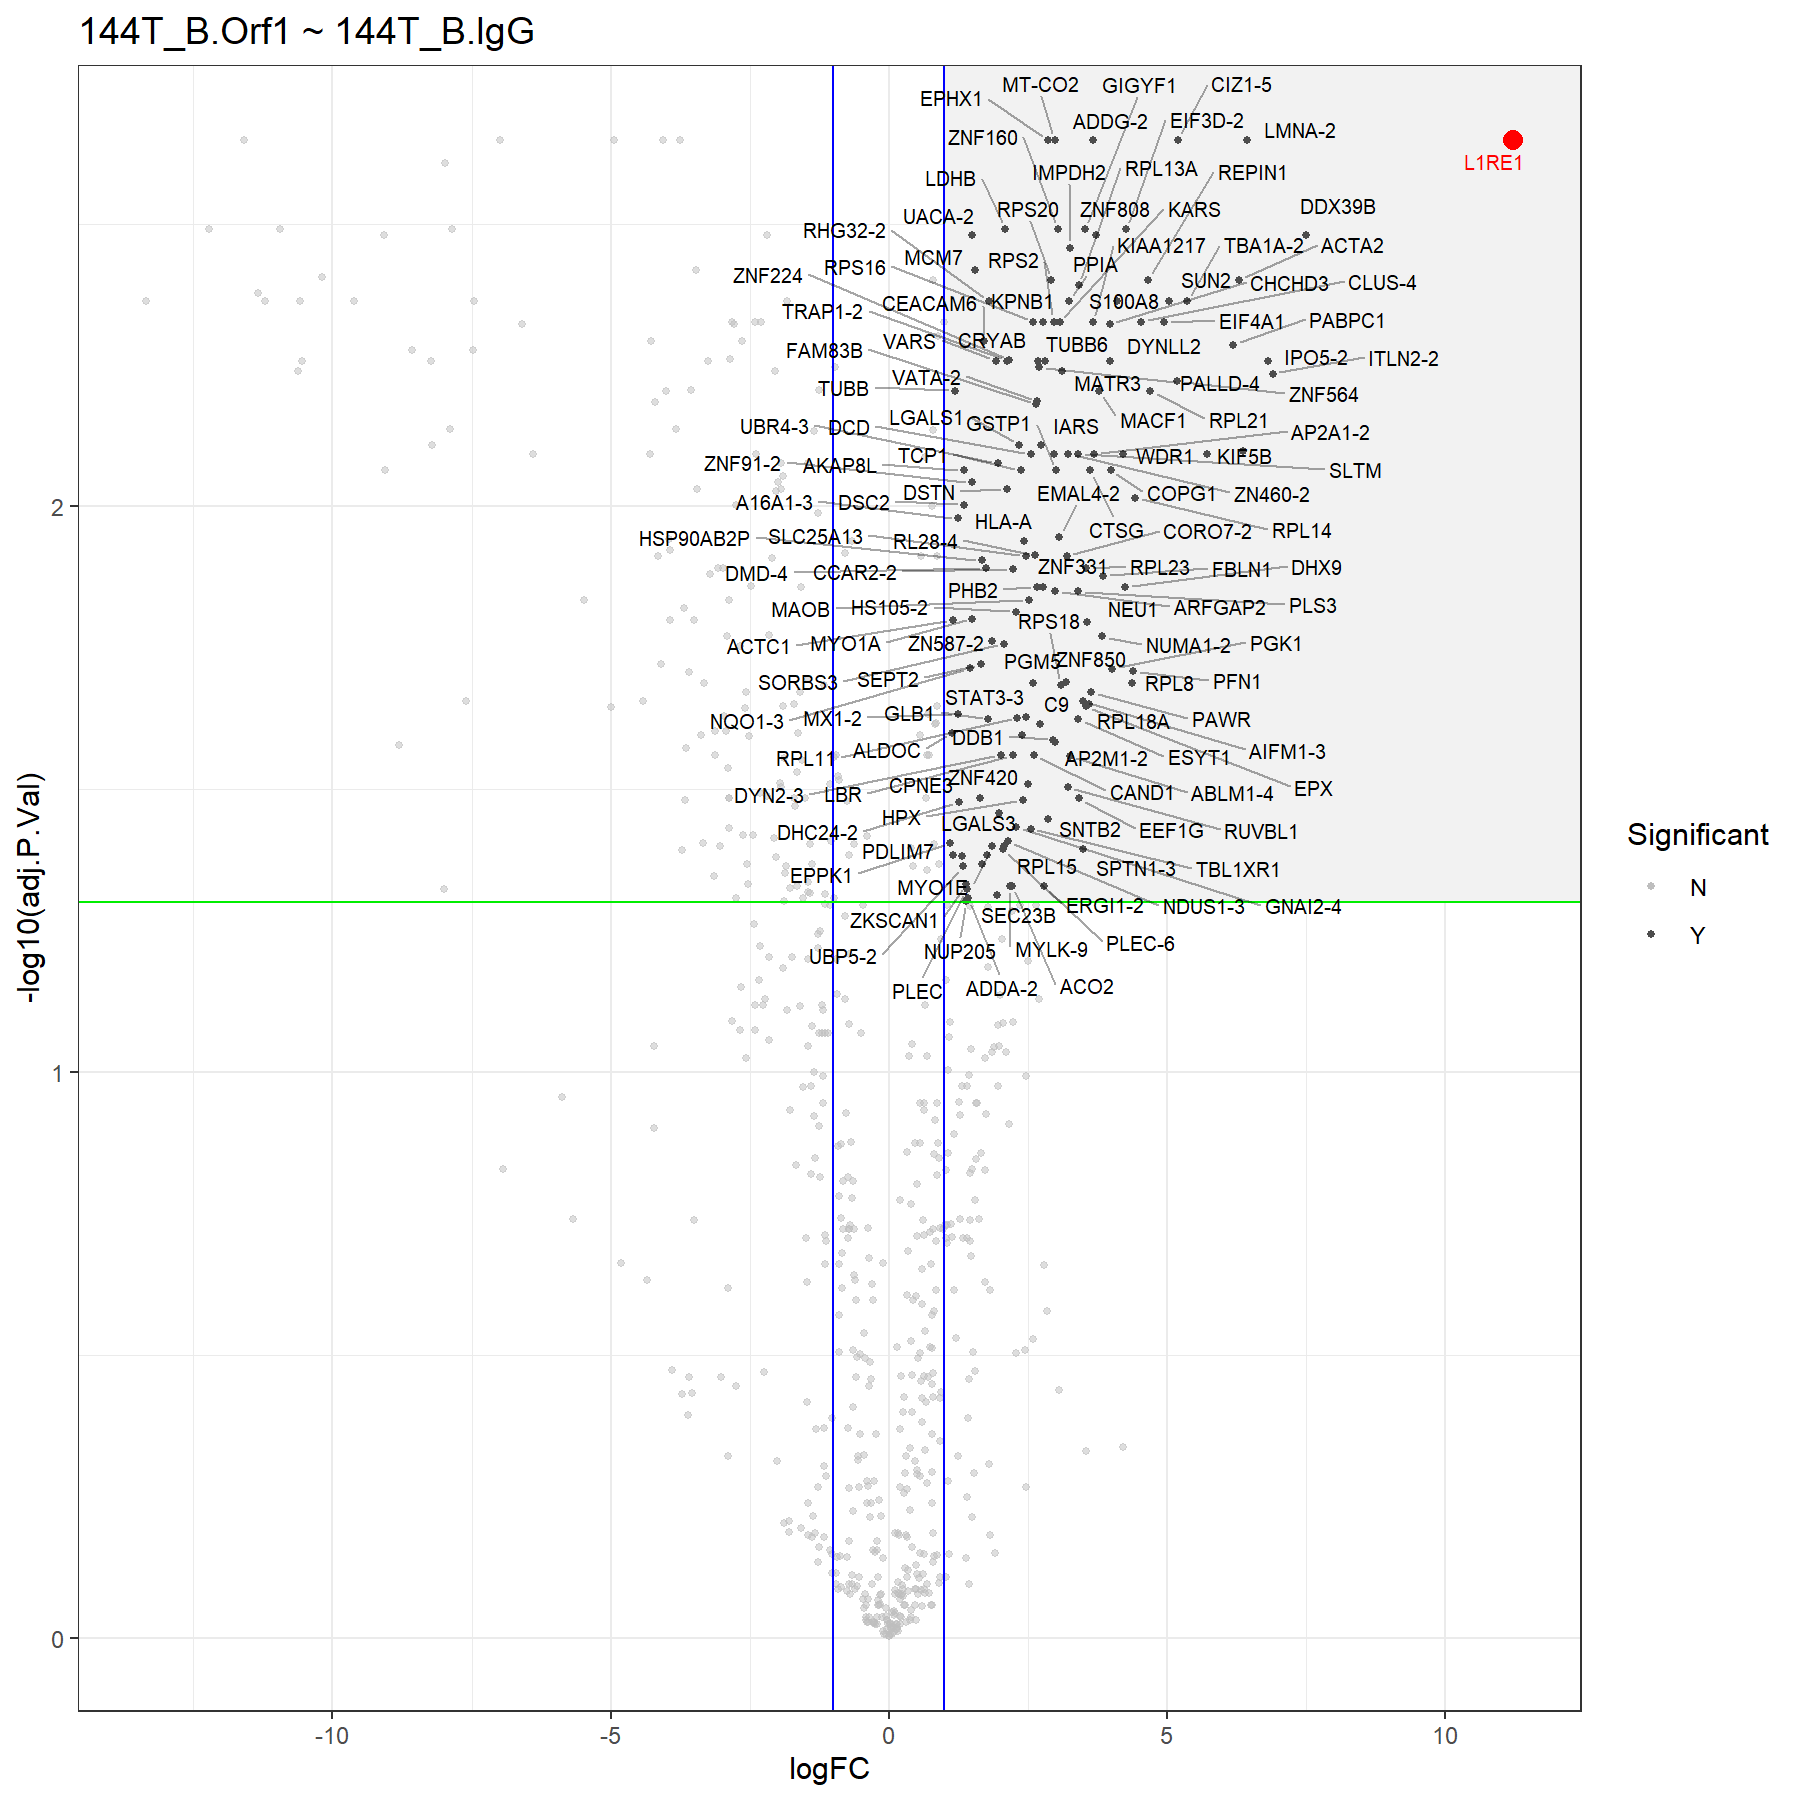 144T_B.Orf1 ~ 144T_B.IgG
MT-CO2
GIGYF1
CIZ1-5
EPHX1
ADDG-2
EIF3D-2
LMNA-2
ZNF160
L1RE1
IMPDH2
RPL13A
REPIN1
LDHB
UACA-2
RPS20
ZNF808
KARS
DDX39B
RHG32-2
KIAA1217
TBA1A-2
ACTA2
MCM7
RPS2
PPIA
ZNF224
RPS16
SUN2
CHCHD3
CLUS-4
CEACAM6
KPNB1
S100A8
TRAP1-2
EIF4A1
PABPC1
VARS
CRYAB
TUBB6
DYNLL2
FAM83B
IPO5-2
ITLN2-2
VATA-2
MATR3
PALLD-4
TUBB
ZNF564
LGALS1
GSTP1
IARS
MACF1
RPL21
UBR4-3
DCD
AP2A1-2
TCP1
WDR1
KIF5B
ZNF91-2
AKAP8L
SLTM
DSTN
EMAL4-2
COPG1
ZN460-2
A16A1-3
DSC2
HLA-A
CTSG
CORO7-2
RPL14
HSP90AB2P
SLC25A13
RL28-4
DMD-4
CCAR2-2
ZNF331
RPL23
FBLN1
DHX9
PHB2
MAOB
HS105-2
NEU1
ARFGAP2
PLS3
RPS18
ACTC1
MYO1A
ZN587-2
NUMA1-2
PGK1
PGM5
ZNF850
SORBS3
SEPT2
RPL8
PFN1
STAT3-3
C9
NQO1-3
MX1-2
GLB1
RPL18A
PAWR
DDB1
RPL11
ALDOC
AP2M1-2
ESYT1
AIFM1-3
ZNF420
DYN2-3
LBR
CPNE3
CAND1
ABLM1-4
EPX
DHC24-2
HPX
LGALS3
SNTB2
EEF1G
RUVBL1
PDLIM7
RPL15
SPTN1-3
TBL1XR1
EPPK1
MYO1E
ERGI1-2
NDUS1-3
GNAI2-4
ZKSCAN1
SEC23B
UBP5-2
NUP205
MYLK-9
PLEC-6
PLEC
ADDA-2
ACO2
2
1
0
-log10(adj.P.Val)
-10
-5
0
5
10
logFC
Significant
N
Y